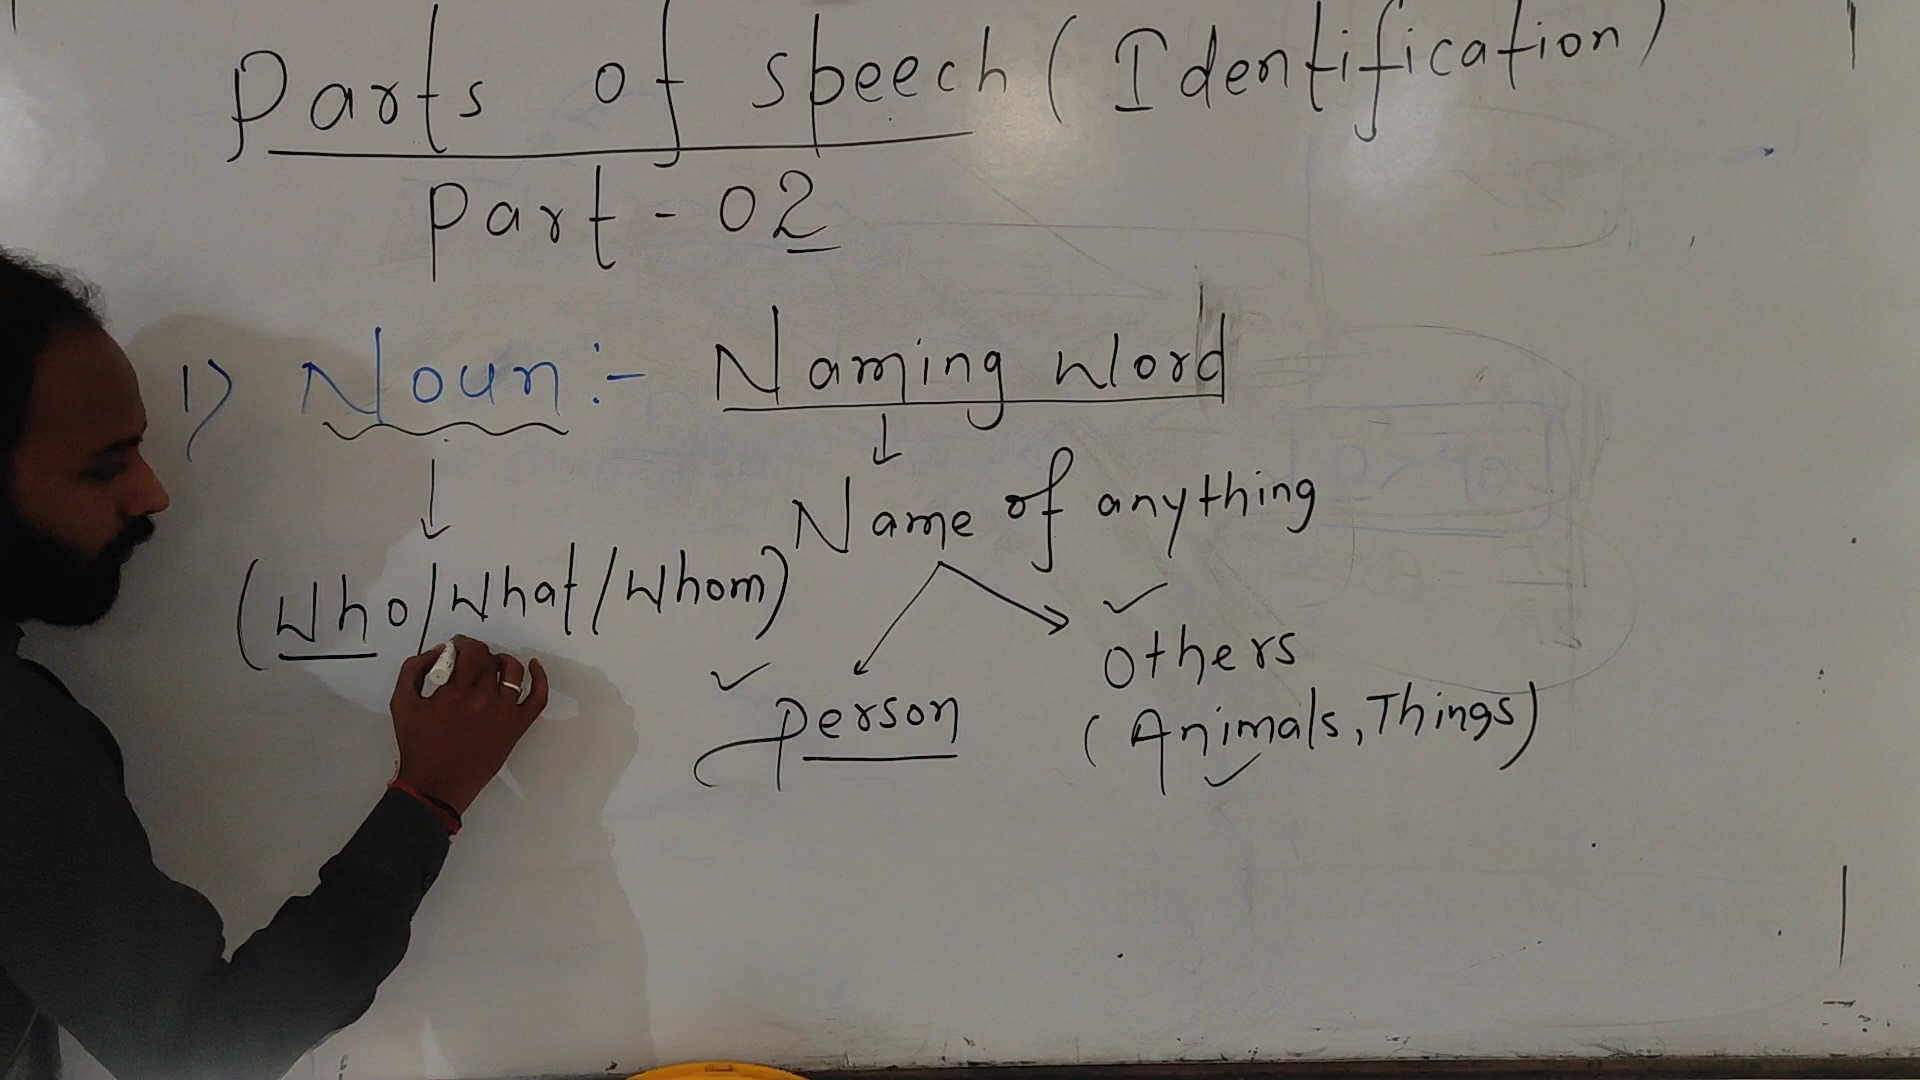 Parts of speech (Identification)
Part - 02
1) Noun :- Naming Word
Name of anything
(Who/What/Whom)
Person
Others
(Animals, Things)